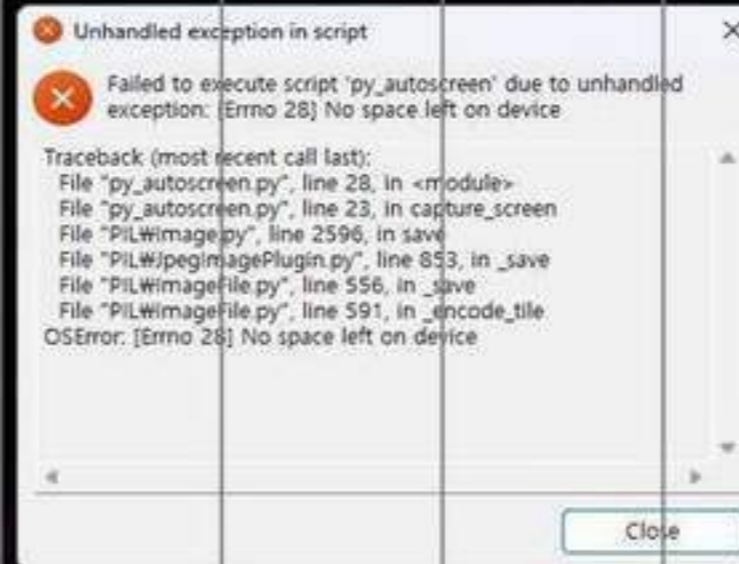 Unhandled exception in script
Failed to execute script 'py_autoscreen' due to unhandled
exception: [Errno 28] No space left on device
Traceback (most recent call last):
File "py_autoscreen.py", line 28, in <module>
File "py_autoscreen.py", line 23, in capture_screen
File "PIL₩Image.py", line 2596, in save
File "PIL₩JpegImagePlugin.py", line 853, in _save
File "PIL₩ImageFile.py", line 556, in _save
File "PIL₩ImageFile.py", line 591, in _encode_tile
OSError: [Errno 28] No space left on device
Close